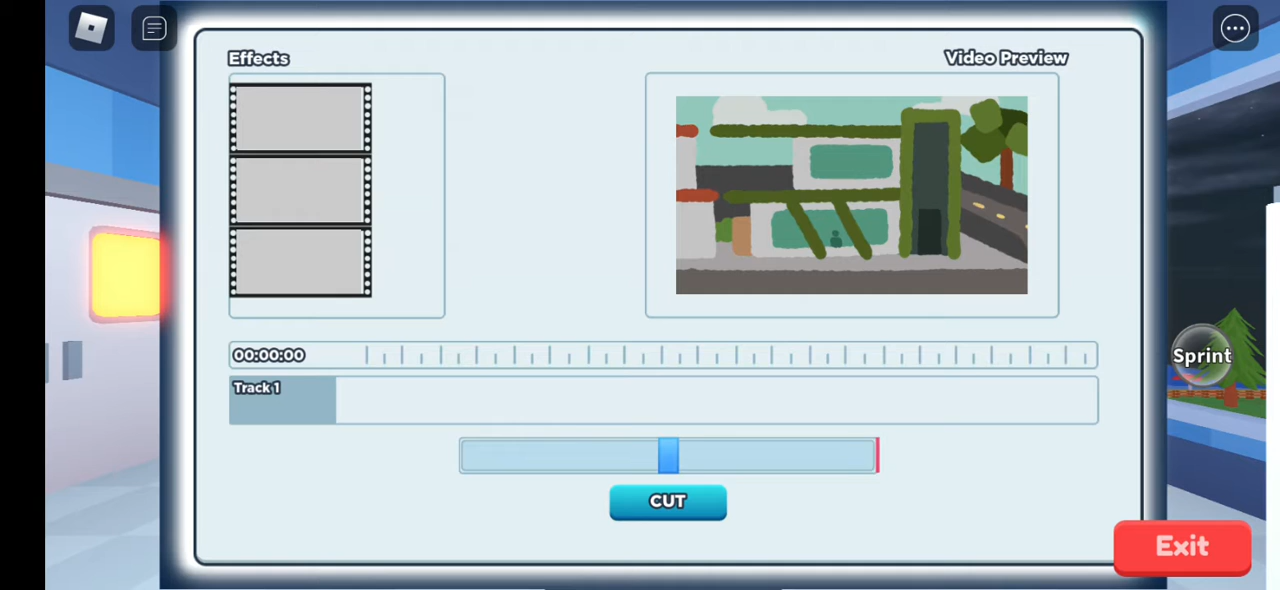 Effects
Video Preview
00:00:00
Track 1
Sprint
CUT
Exit